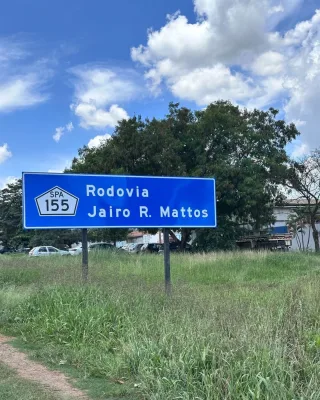 SPA
155
Rodovia
Jairo R. Mattos